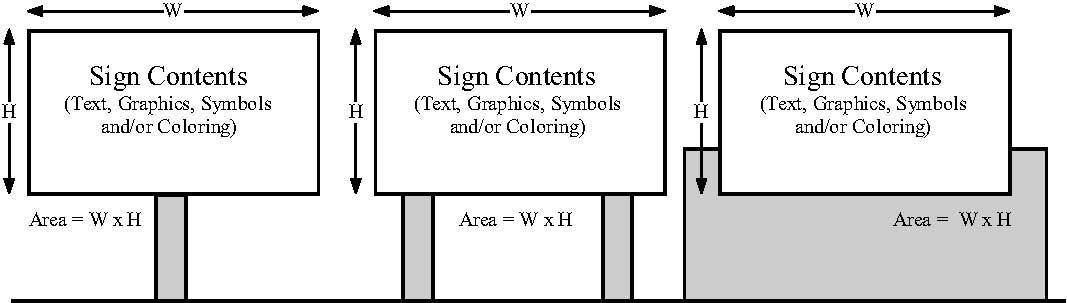 W
H
Sign Contents
(Text, Graphics, Symbols
and/or Coloring)
Area = W x H
W
H
Sign Contents
(Text, Graphics, Symbols
and/or Coloring)
Area = W x H
W
H
Sign Contents
(Text, Graphics, Symbols
and/or Coloring)
Area =  W x H